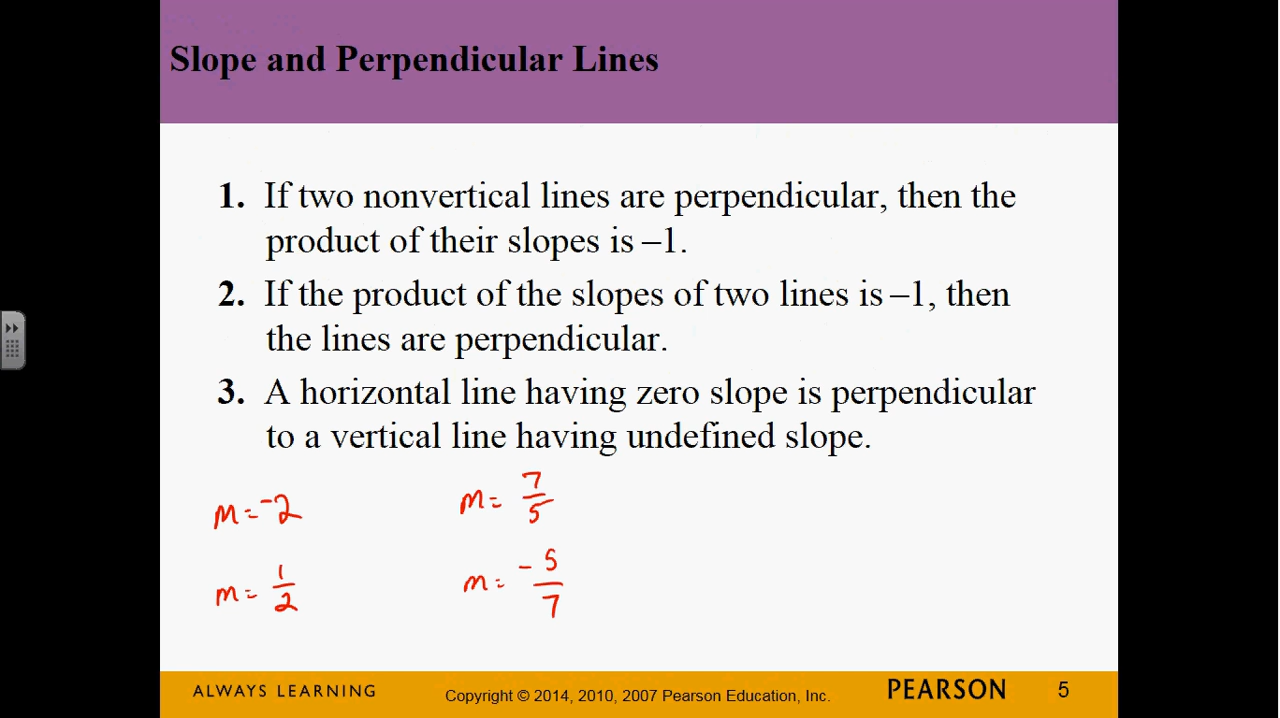 Slope and Perpendicular Lines
1. If two nonvertical lines are perpendicular, then the
product of their slopes is –1.
2. If the product of the slopes of two lines is –1, then
the lines are perpendicular.
3. A horizontal line having zero slope is perpendicular
to a vertical line having undefined slope.
m = -2
m = 7/5
m = 1/2
m = -5/7
ALWAYS LEARNING
Copyright © 2014, 2010, 2007 Pearson Education, Inc.
PEARSON
5